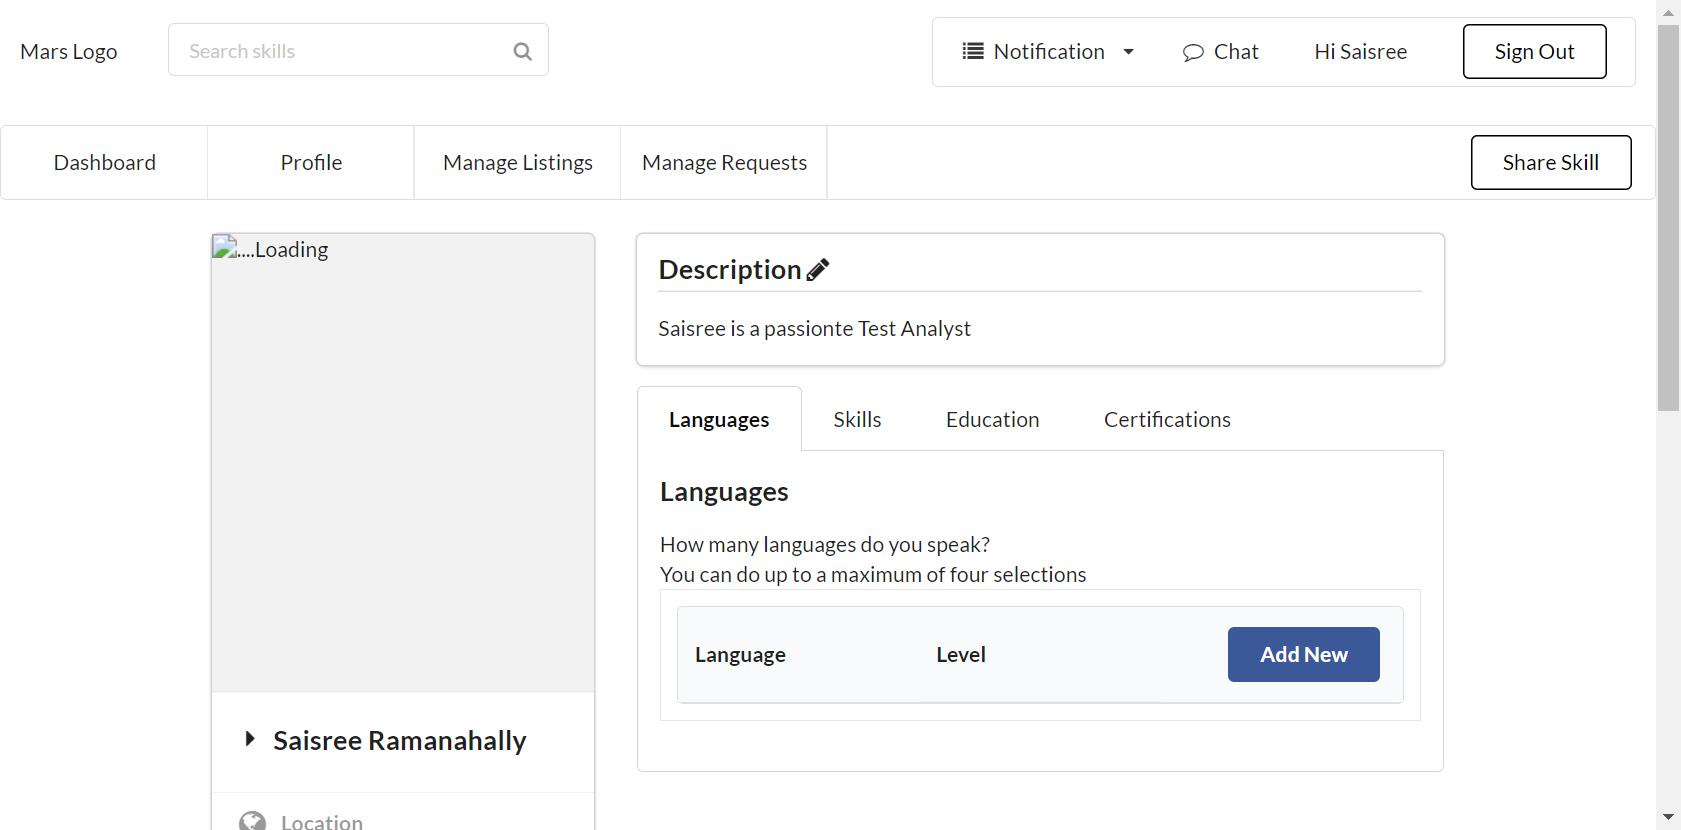 Mars Logo
Search skills
Notification
Chat
Hi Saisree
Sign Out
Dashboard
Profile
Manage Listings
Manage Requests
Share Skill
....Loading
Description
Saisree is a passionte Test Analyst
Languages
Skills
Education
Certifications
Languages
How many languages do you speak?
You can do up to a maximum of four selections
Language
Level
Add New
Saisree Ramanahally
Location